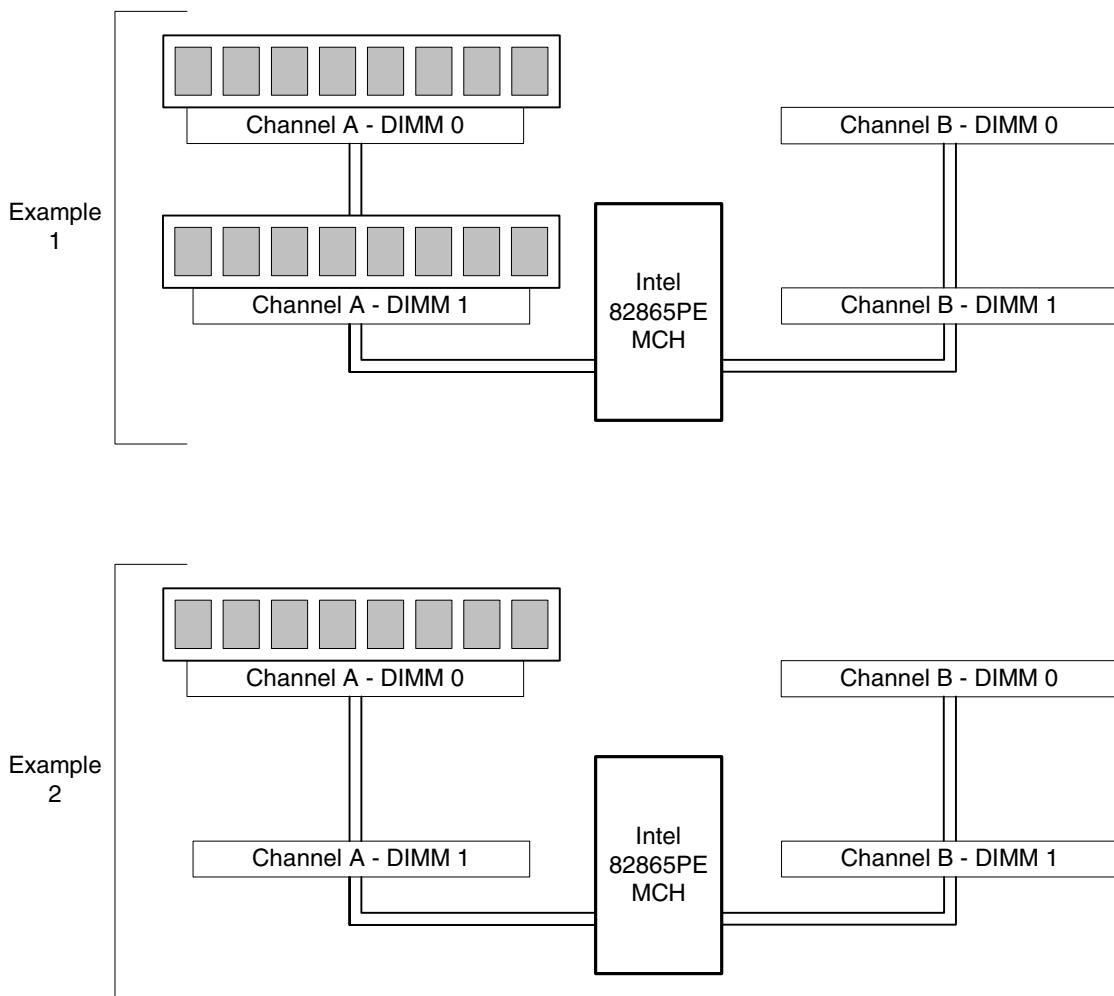 Channel A - DIMM 0
Channel B - DIMM 0
Example
1
Channel A - DIMM 1
Intel
82865PE
MCH
Channel B - DIMM 1
Channel A - DIMM 0
Channel B - DIMM 0
Example
2
Channel A - DIMM 1
Intel
82865PE
MCH
Channel B - DIMM 1